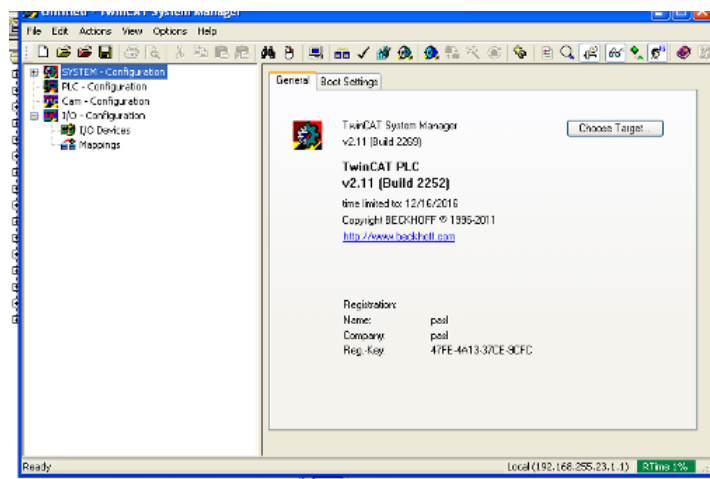 Untitled - TwinCAT System Manager
File Edit Actions View Options Help
SYSTEM - Configuration
PLC - Configuration
Cam - Configuration
I/O - Configuration
I/O Devices
Mappings
General Boot Settings
TwinCAT System Manager
v2.11 (Build 2269)
Choose Target...
TwinCAT PLC
v2.11 (Build 2252)
time limited to: 12/16/2016
Copyright BECKHOFF © 1996-2011
http://www.beckhoff.com
Registration:
Name: pasl
Company: pasl
Reg.-Key: 47FE-4A13-37CE-9CFC
Ready
Local (192.168.255.23.1.1) RTime 1%